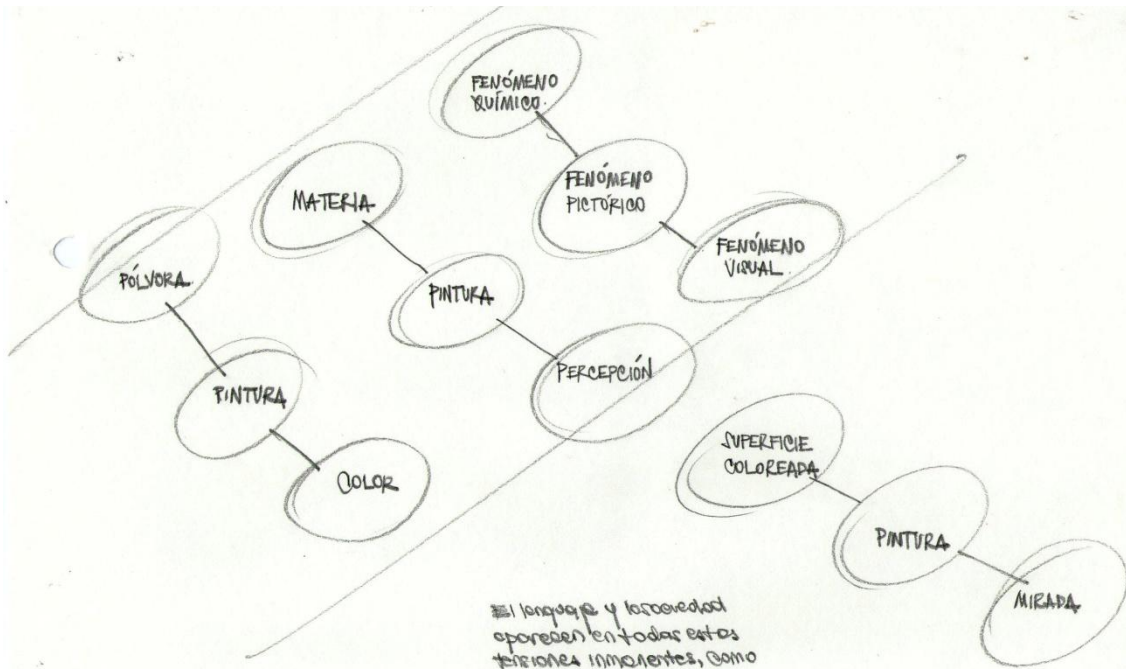 FENÓMENO
QUÍMICO.
FENÓMENO
PICTÓRICO
FENÓMENO
VISUAL.
MATERIA
PINTURA
PERCEPCIÓN
PÓLVORA.
PINTURA
COLOR
SUPERFICIE
COLOREADA
PINTURA
MIRADA
El lenguaje y la sociedad
aparecen en todas estas
tensiones inmanentes, como